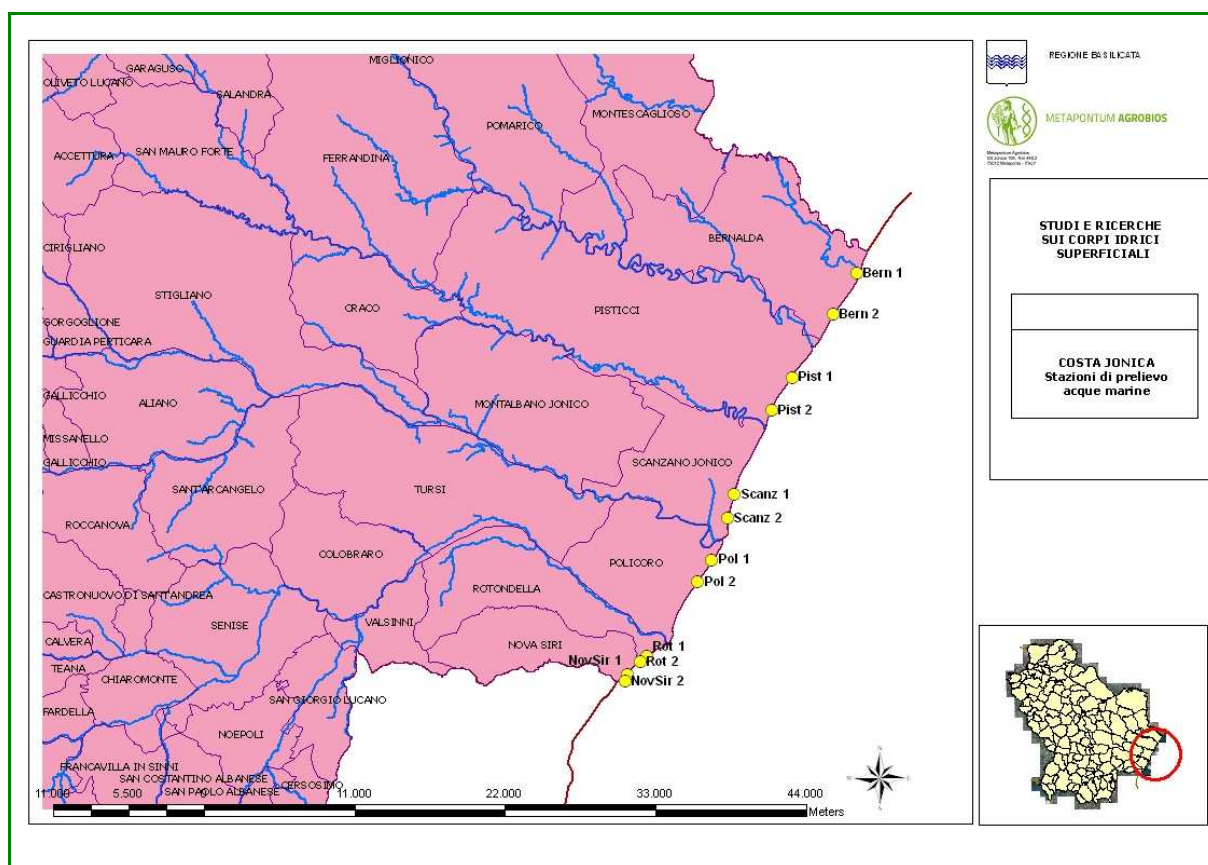 MIGLIONICO
GARAGUSO
OLIVETO LUCANO
SALANDRA
MONTESCAGLIOSO
POMARICO
SAN MAURO FORTE
ACCETTURA
FERRANDINA
BERNALDA
CIRIGLIANO
Bern 1
STIGLIANO
CRACO
PISTICCI
Bern 2
GORGOGLIONE
GUARDIA PERTICARA
Pist 1
GALLICCHIO
ALIANO
MONTALBANO JONICO
Pist 2
MISSANELLO
GALLICCHIO
SCANZANO JONICO
SANT'ARCANGELO
TURSI
Scanz 1
ROCCANOVA
Scanz 2
COLOBRARO
POLICORO
Pol 1
ROTONDELLA
Pol 2
CASTRONUOVO DI SANT'ANDREA
SENISE
VALSINNI
CALVERA
NOVA SIRI
Rot 1
TEANA
NovSir 1
Rot 2
CHIAROMONTE
NovSir 2
SAN GIORGIO LUCANO
FARDELLA
NOEPOLI
FRANCAVILLA IN SINNI
SAN COSTANTINO ALBANESE
CERSOSIMO
SAN PAOLO ALBANESE
11.000 5.500 0 11.000 22.000 33.000 44.000
Meters
REGIONE BASILICATA
METAPONTUM AGROBIOS
Metapontum Agrobios
STUDI E RICERCHE
SUI CORPI IDRICI
SUPERFICIALI
COSTA JONICA
Stazioni di prelievo
acque marine